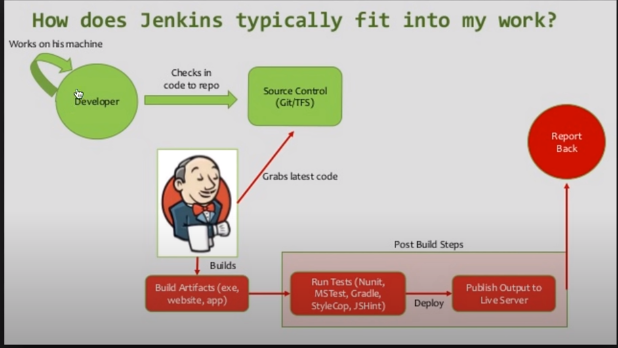 How does Jenkins typically fit into my work?
Works on his machine
Developer
Checks in
code to repo
Source Control
(Git/TFS)
Report
Back
Grabs latest code
Builds
Post Build Steps
Build Artifacts (exe,
website, app)
Run Tests (Nunit,
MSTest, Gradle,
StyleCop, JSHint)
Deploy
Publish Output to
Live Server